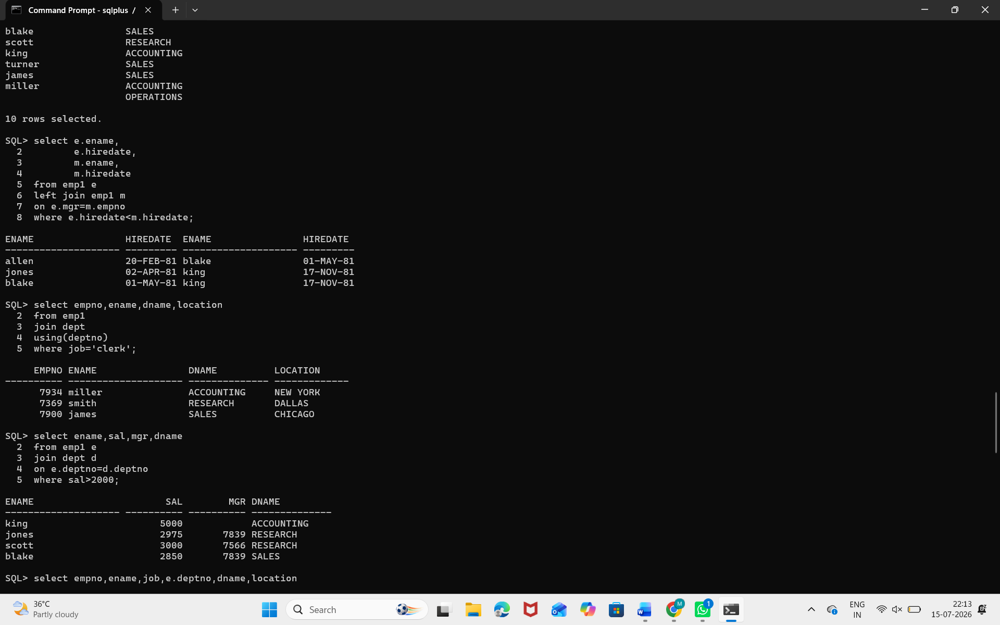 Command Prompt - sqlplus  /
blake                SALES
scott                RESEARCH
king                 ACCOUNTING
turner               SALES
james                SALES
miller               ACCOUNTING
                     OPERATIONS
10 rows selected.
SQL> select e.ename,
  2         e.hiredate,
  3         m.ename,
  4         m.hiredate
  5  from emp1 e
  6  left join emp1 m
  7  on e.mgr=m.empno
  8  where e.hiredate<m.hiredate;
ENAME                HIREDATE  ENAME                HIREDATE
-------------------- --------- -------------------- ---------
allen                20-FEB-81 blake                01-MAY-81
jones                02-APR-81 king                 17-NOV-81
blake                01-MAY-81 king                 17-NOV-81
SQL> select empno,ename,dname,location
  2  from emp1
  3  join dept
  4  using(deptno)
  5  where job='clerk';
     EMPNO ENAME                DNAME          LOCATION
---------- -------------------- -------------- -------------
      7934 miller               ACCOUNTING     NEW YORK
      7369 smith                RESEARCH       DALLAS
      7900 james                SALES          CHICAGO
SQL> select ename,sal,mgr,dname
  2  from emp1 e
  3  join dept d
  4  on e.deptno=d.deptno
  5  where sal>2000;
ENAME                       SAL        MGR DNAME
-------------------- ---------- ---------- --------------
king                       5000            ACCOUNTING
jones                      2975       7839 RESEARCH
scott                      3000       7566 RESEARCH
blake                      2850       7839 SALES
SQL> select empno,ename,job,e.deptno,dname,location
36°C
Partly cloudy
Search
M
1
ENG
IN
22:13
15-07-2026